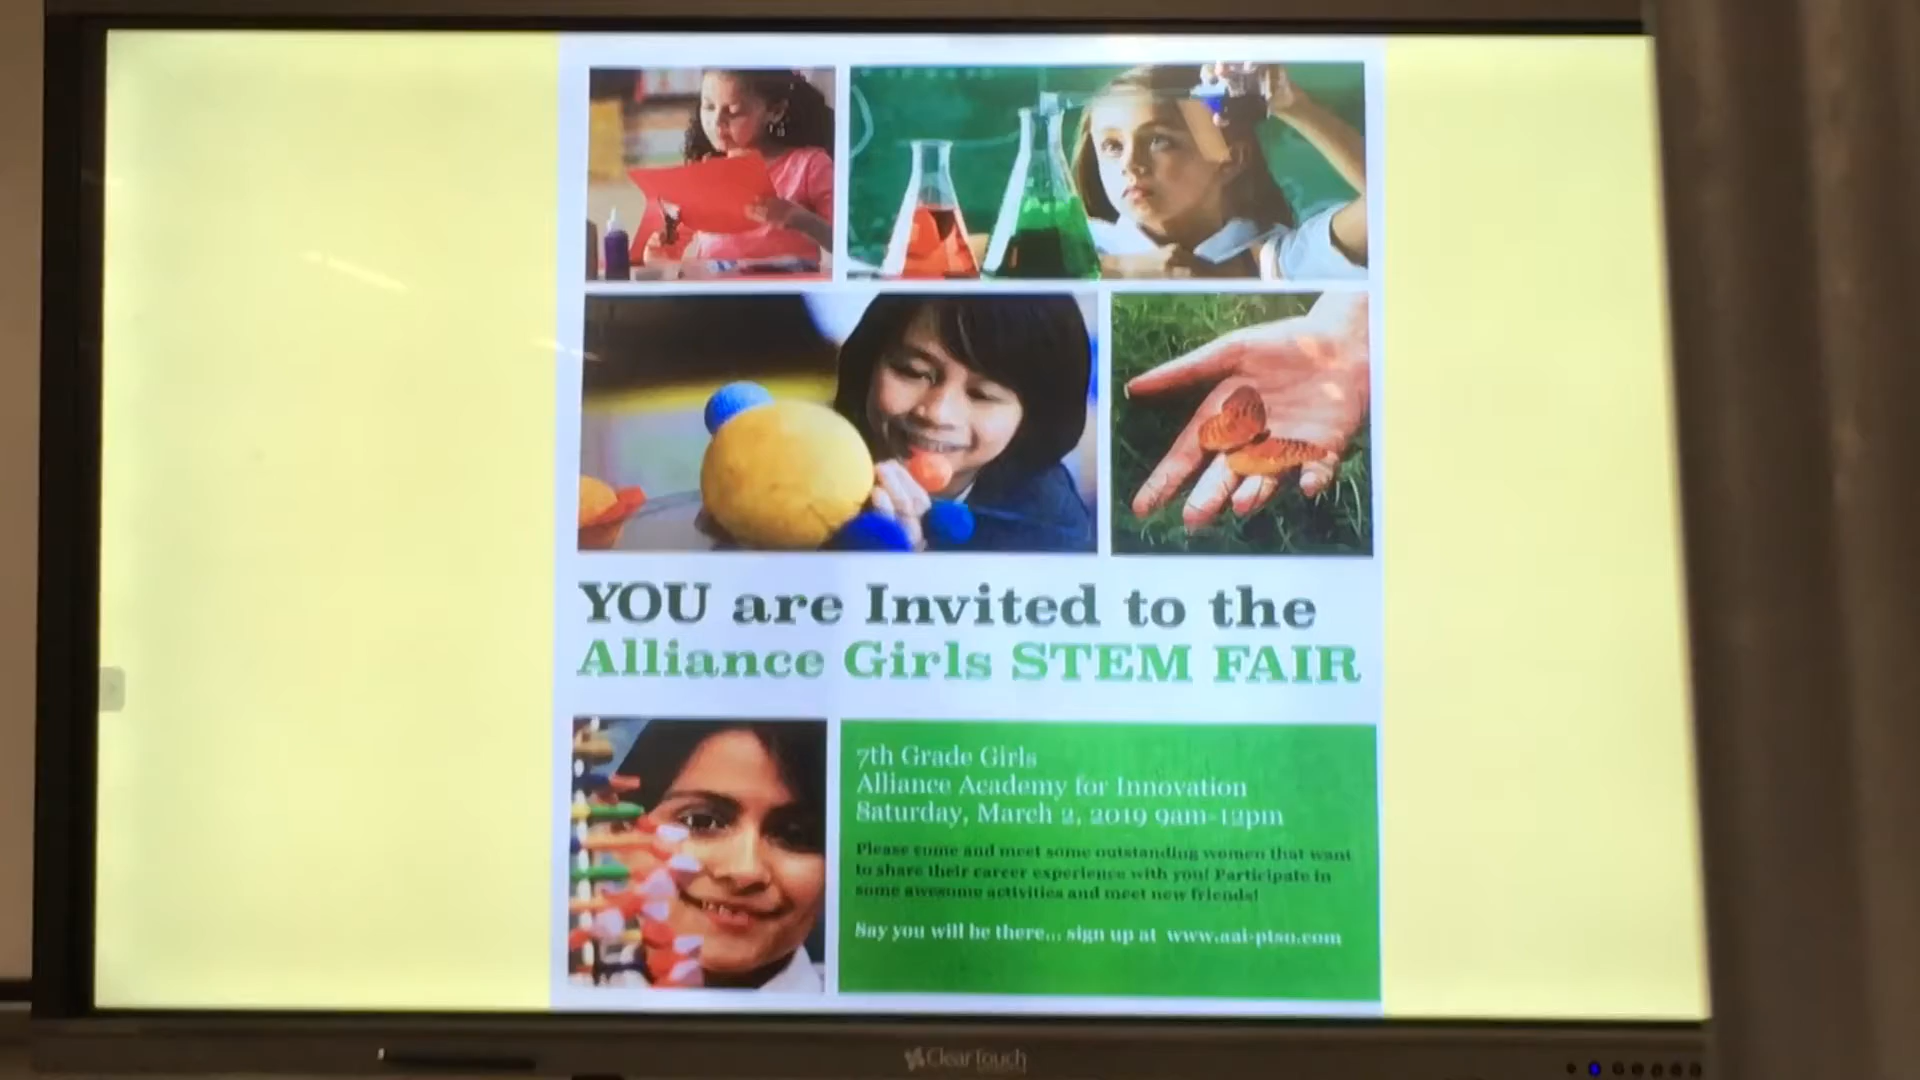 YOU are Invited to the
Alliance Girls STEM FAIR
7th Grade Girls
Alliance Academy for Innovation
Saturday, March 2, 2019 9am-12pm
Please come and meet some outstanding women that want
to share their career experience with you! Participate in
some awesome activities and meet new friends!
Say you will be there... sign up at www.aai-ptso.com
ClearTouch